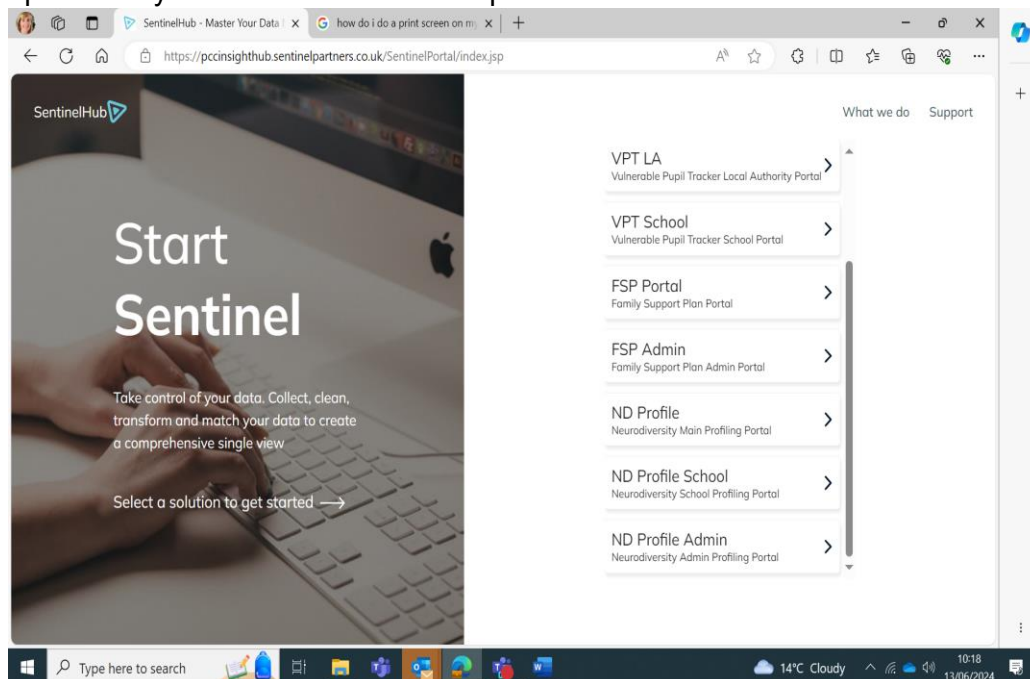 SentinelHub - Master Your Data
how do i do a print screen on my
https://pccinsighthub.sentinelpartners.co.uk/SentinelPortal/index.jsp
SentinelHub
What we do Support
VPT LA
Vulnerable Pupil Tracker Local Authority Portal
VPT School
Vulnerable Pupil Tracker School Portal
Start
Sentinel
FSP Portal
Family Support Plan Portal
FSP Admin
Family Support Plan Admin Portal
Take control of your data. Collect, clean,
transform and match your data to create
a comprehensive single view
Select a solution to get started
ND Profile
Neurodiversity Main Profiling Portal
ND Profile School
Neurodiversity School Profiling Portal
ND Profile Admin
Neurodiversity Admin Profiling Portal
Type here to search
14°C Cloudy
10:18
13/06/2024